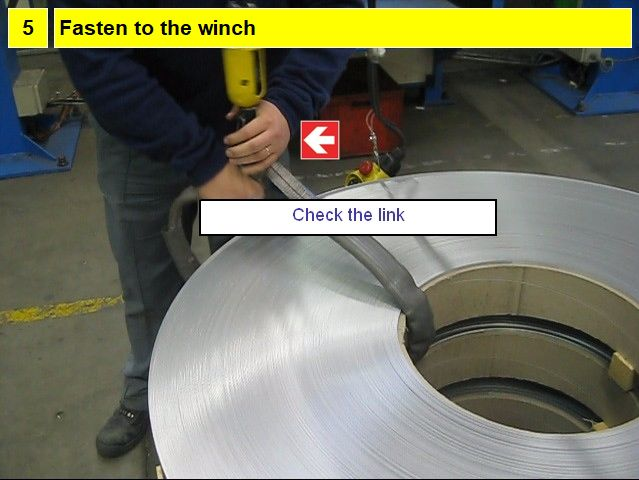 5
Fasten to the winch
Check the link